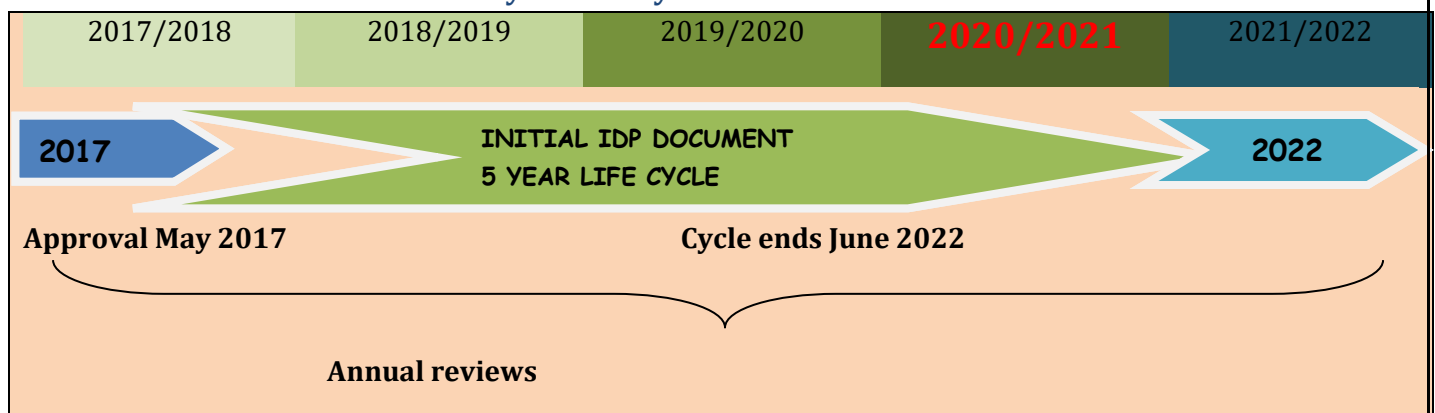 2017/2018 2018/2019 2019/2020 2020/2021 2021/2022
2017
INITIAL IDP DOCUMENT
5 YEAR LIFE CYCLE
2022
Approval May 2017 Cycle ends June 2022
Annual reviews